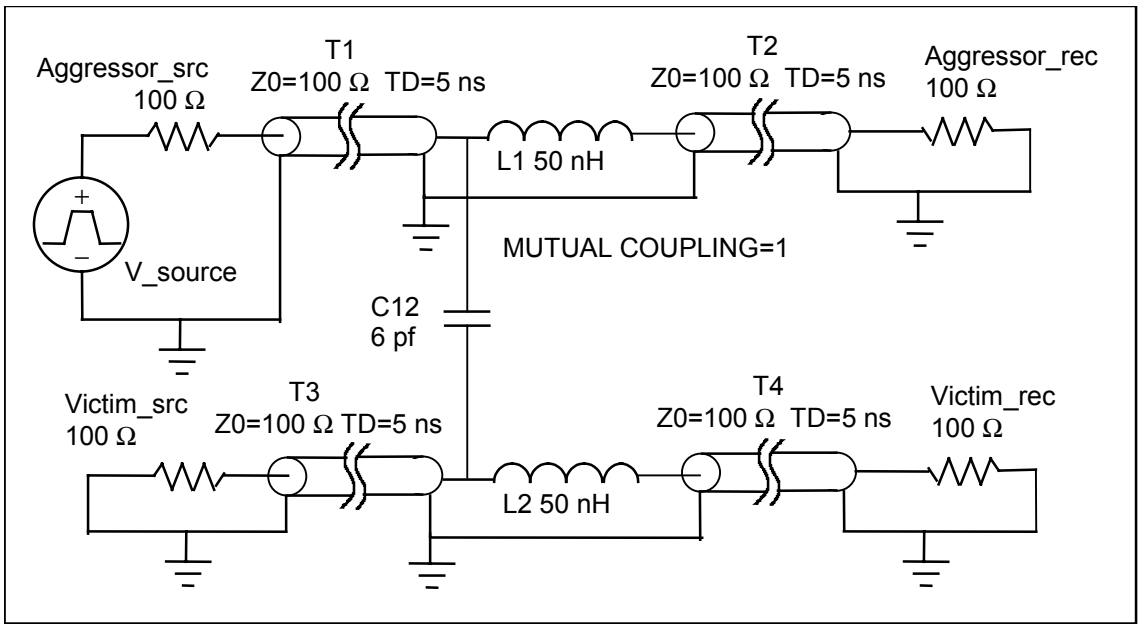 T1
Z0=100 Ω TD=5 ns
T2
Z0=100 Ω TD=5 ns
Aggressor_src
100 Ω
Aggressor_rec
100 Ω
L1 50 nH
+
−
V_source
MUTUAL COUPLING=1
C12
6 pf
T3
Z0=100 Ω TD=5 ns
T4
Z0=100 Ω TD=5 ns
Victim_src
100 Ω
Victim_rec
100 Ω
L2 50 nH